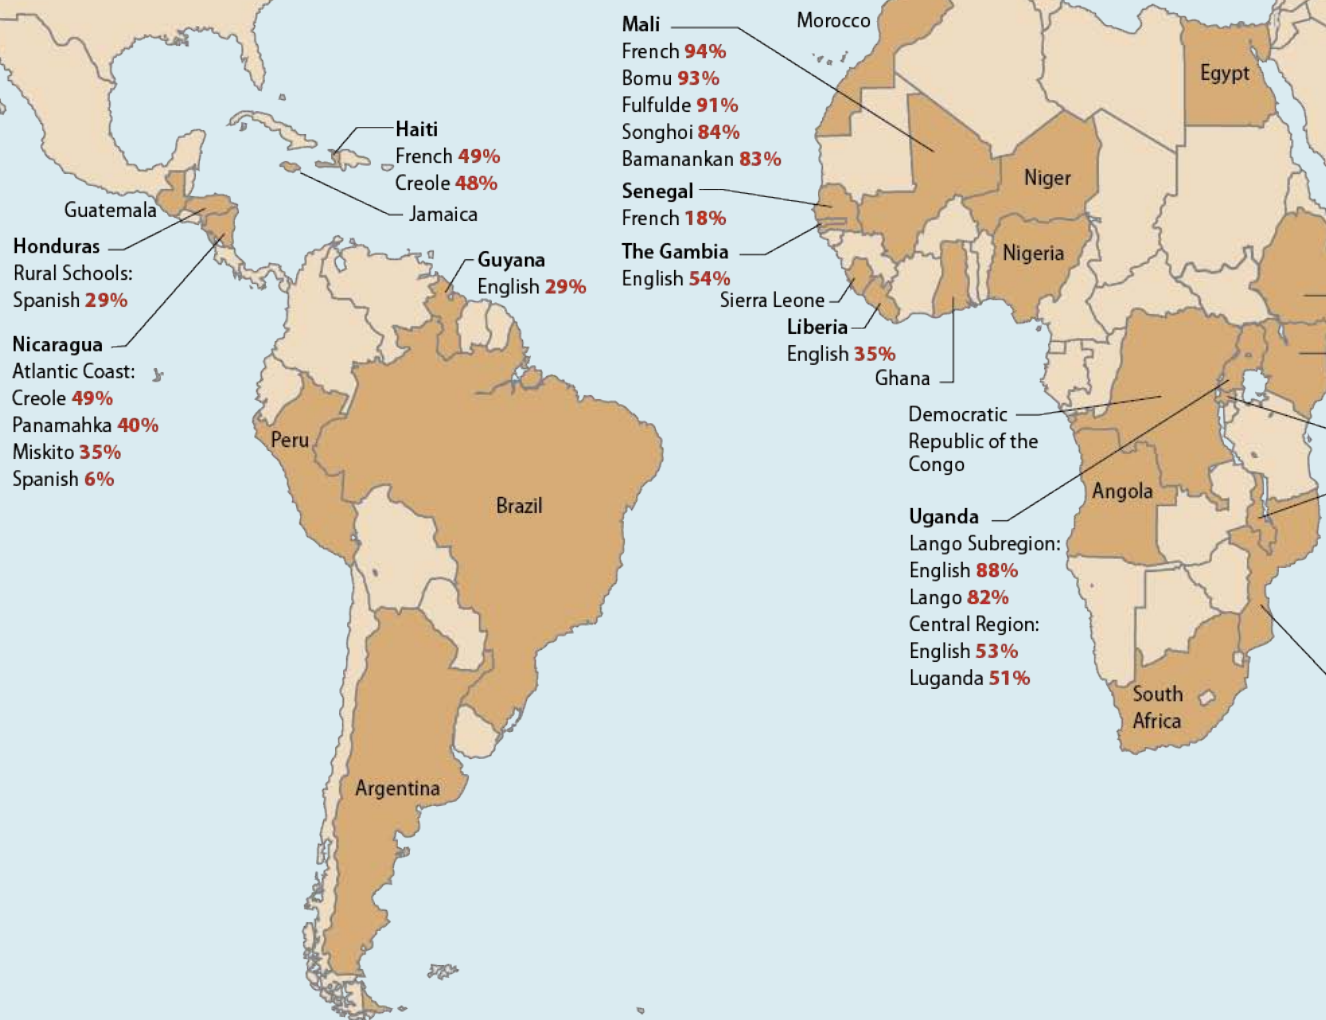 Mali
French 94%
Bomu 93%
Fulfulde 91%
Songhoi 84%
Bamanankan 83%
Senegal
French 18%
The Gambia
English 54%
Sierra Leone
Liberia
English 35%
Ghana
Morocco
Egypt
Niger
Nigeria
Haiti
French 49%
Creole 48%
Jamaica
Guatemala
Honduras
Rural Schools:
Spanish 29%
Nicaragua
Atlantic Coast:
Creole 49%
Panamahka 40%
Miskito 35%
Spanish 6%
Guyana
English 29%
Peru
Brazil
Argentina
Democratic
Republic of the
Congo
Angola
Uganda
Lango Subregion:
English 88%
Lango 82%
Central Region:
English 53%
Luganda 51%
South
Africa